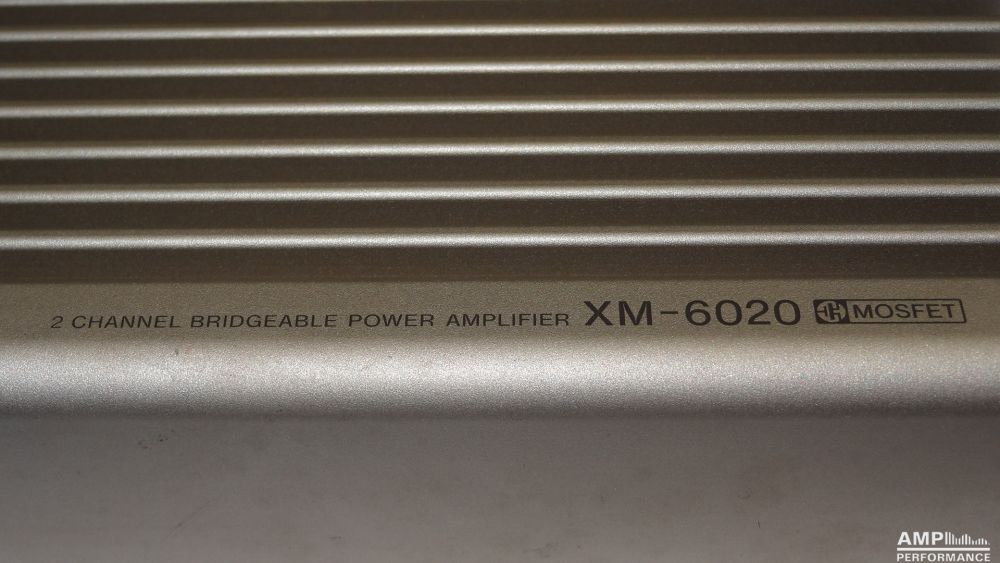 2 CHANNEL BRIDGEABLE POWER AMPLIFIER XM-6020 MOSFET
AMP
PERFORMANCE